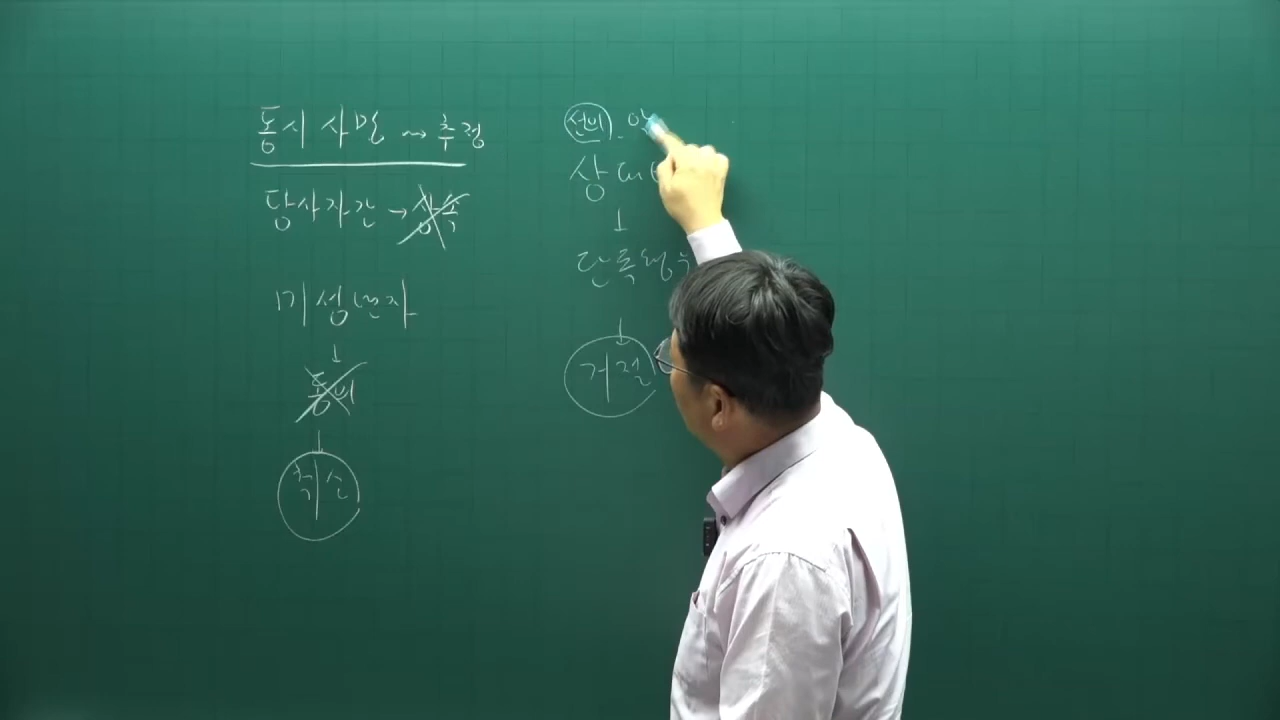 동시 사망 → 추정
당사자간 → 상속
미성년자
↓
동의
↓
취 소
선의
상
↓
단독행
↓
거 절